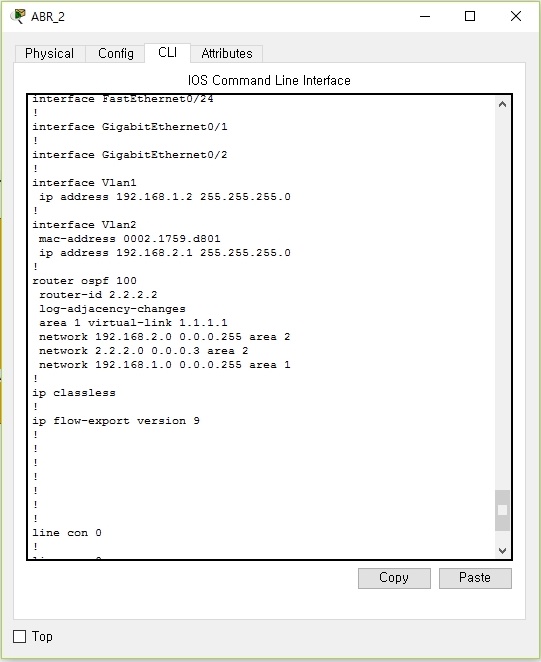 ABR_2
Physical Config CLI Attributes
IOS Command Line Interface
interface FastEthernet0/24
!
interface GigabitEthernet0/1
!
interface GigabitEthernet0/2
!
interface Vlan1
ip address 192.168.1.2 255.255.255.0
!
interface Vlan2
mac-address 0002.1759.d801
ip address 192.168.2.1 255.255.255.0
!
router ospf 100
router-id 2.2.2.2
log-adjacency-changes
area 1 virtual-link 1.1.1.1
network 192.168.2.0 0.0.0.255 area 2
network 2.2.2.0 0.0.0.3 area 2
network 192.168.1.0 0.0.0.255 area 1
!
ip classless
!
ip flow-export version 9
!
!
!
!
!
!
!
line con 0
!
Copy Paste
Top